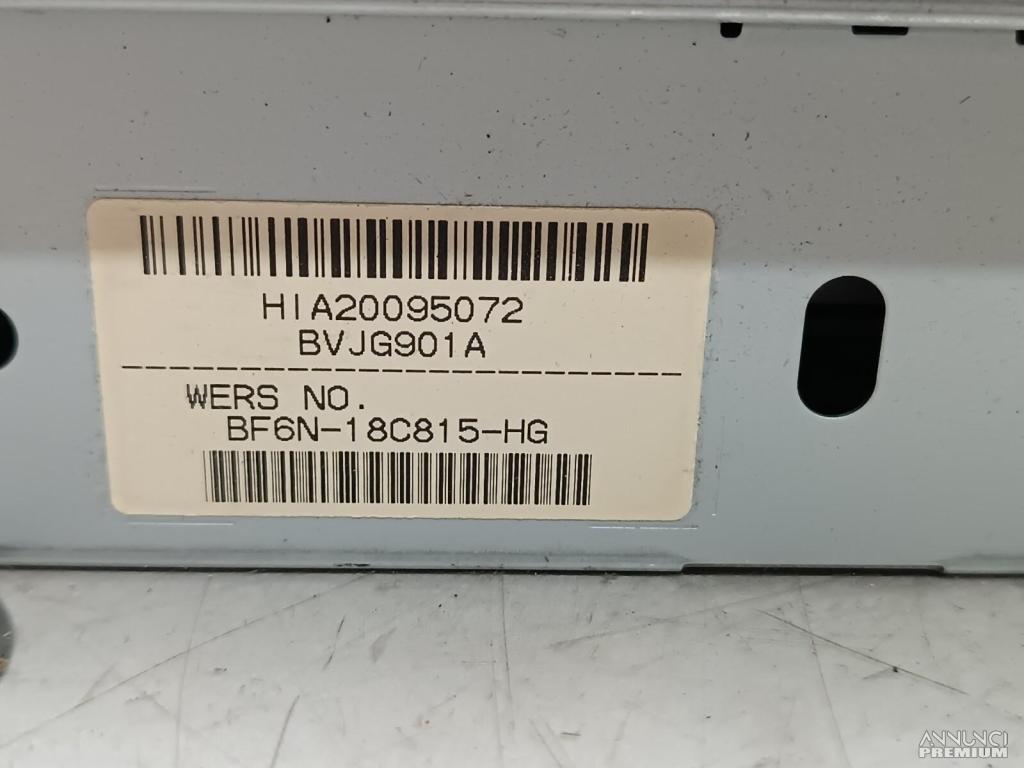 HIA20095072
BVJG901A
WERS NO.
BF6N-18C815-HG
ANNUNCI
PREMIUM